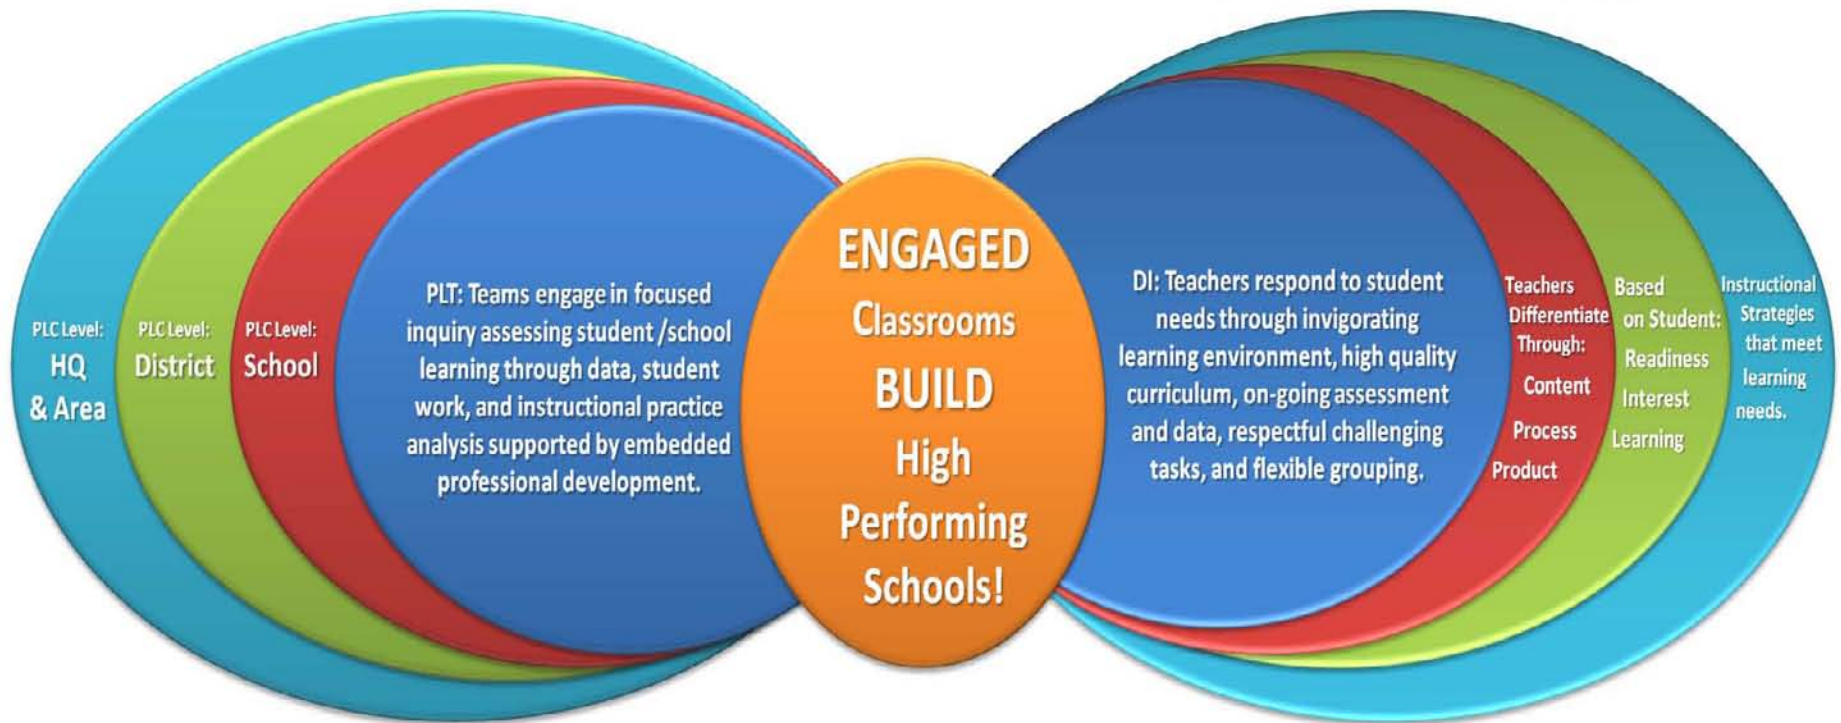 PLC Level:
HQ
& Area
PLC Level:
District
PLC Level:
School
PLT: Teams engage in focused
inquiry assessing student /school
learning through data, student
work, and instructional practice
analysis supported by embedded
professional development.
ENGAGED
Classrooms
BUILD
High
Performing
Schools!
DI: Teachers respond to student
needs through invigorating
learning environment, high quality
curriculum, on-going assessment
and data, respectful challenging
tasks, and flexible grouping.
Teachers
Differentiate
Through:
Content
Process
Product
Based
on Student:
Readiness
Interest
Learning
Instructional
Strategies
that meet
learning
needs.